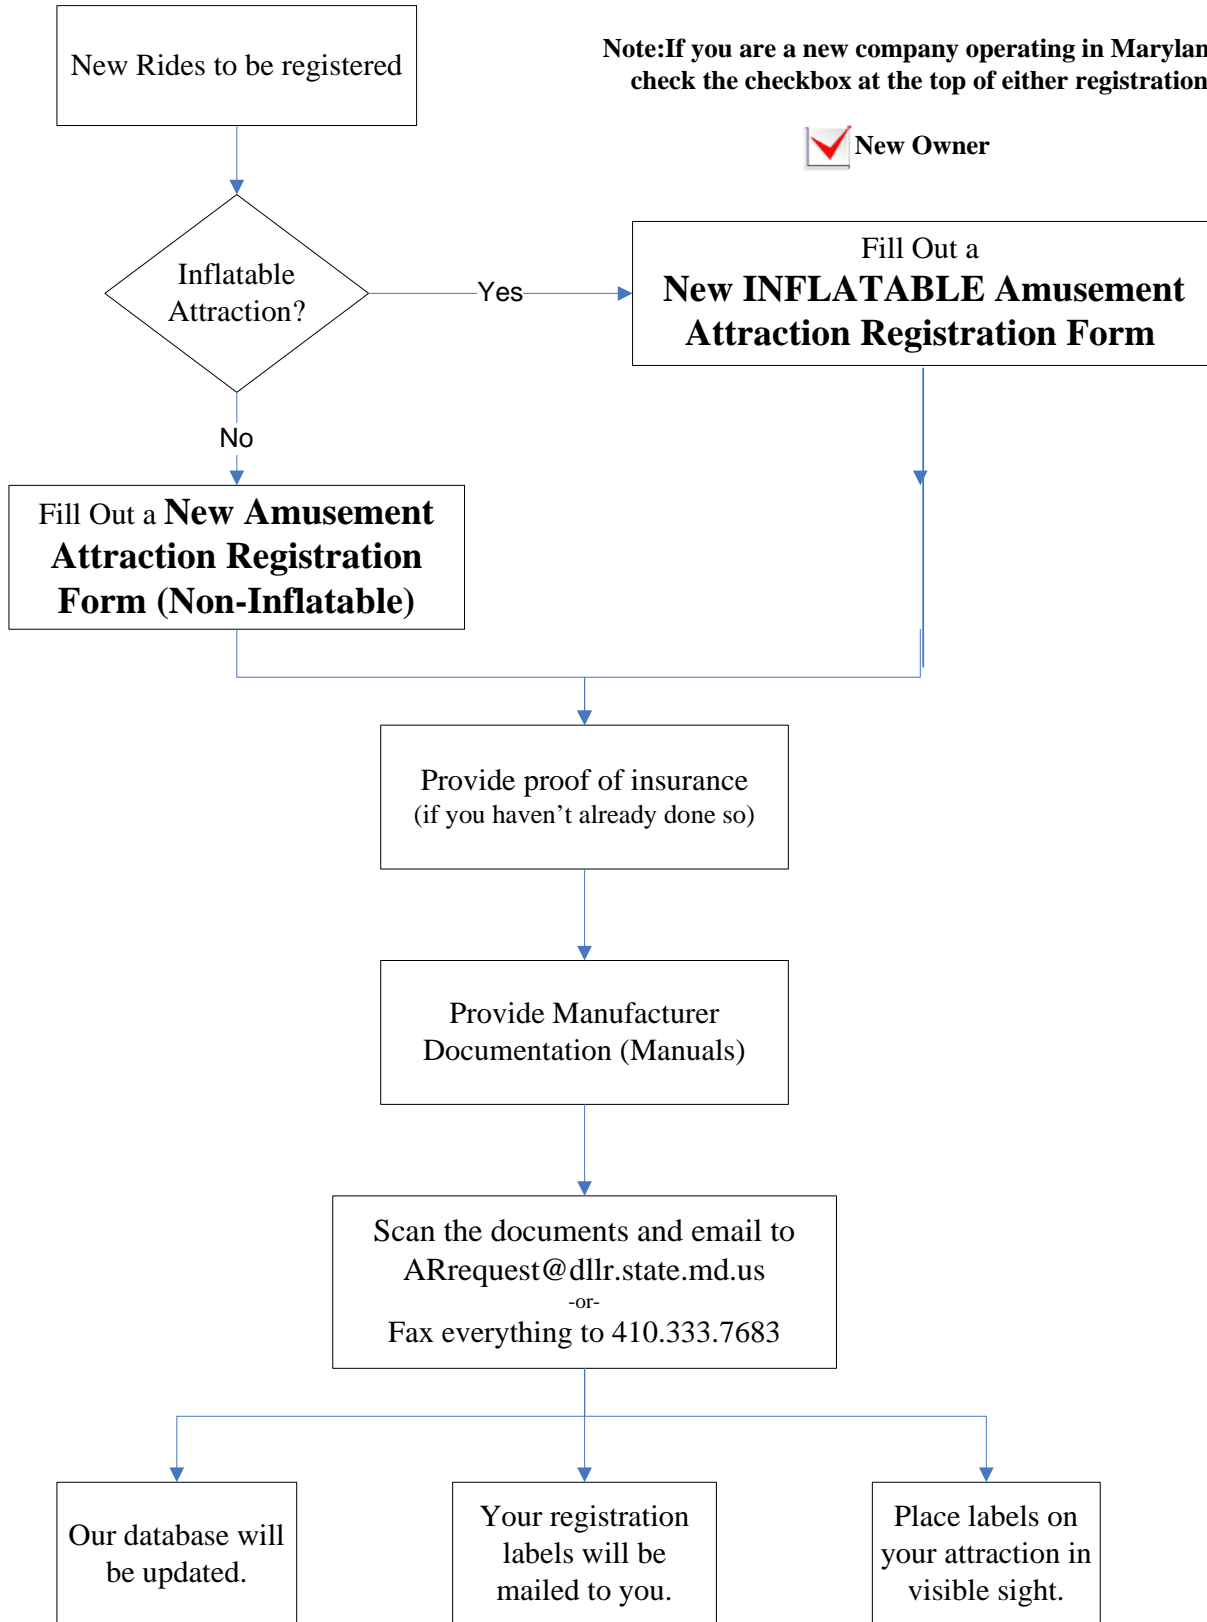 New Rides to be registered
Note:If you are a new company operating in Marylan
check the checkbox at the top of either registration
New Owner
Inflatable
Attraction?
Yes
Fill Out a
New INFLATABLE Amusement
Attraction Registration Form
No
Fill Out a New Amusement
Attraction Registration
Form (Non-Inflatable)
Provide proof of insurance
(if you haven’t already done so)
Provide Manufacturer
Documentation (Manuals)
Scan the documents and email to
ARrequest@dllr.state.md.us
-or-
Fax everything to 410.333.7683
Our database will
be updated.
Your registration
labels will be
mailed to you.
Place labels on
your attraction in
visible sight.